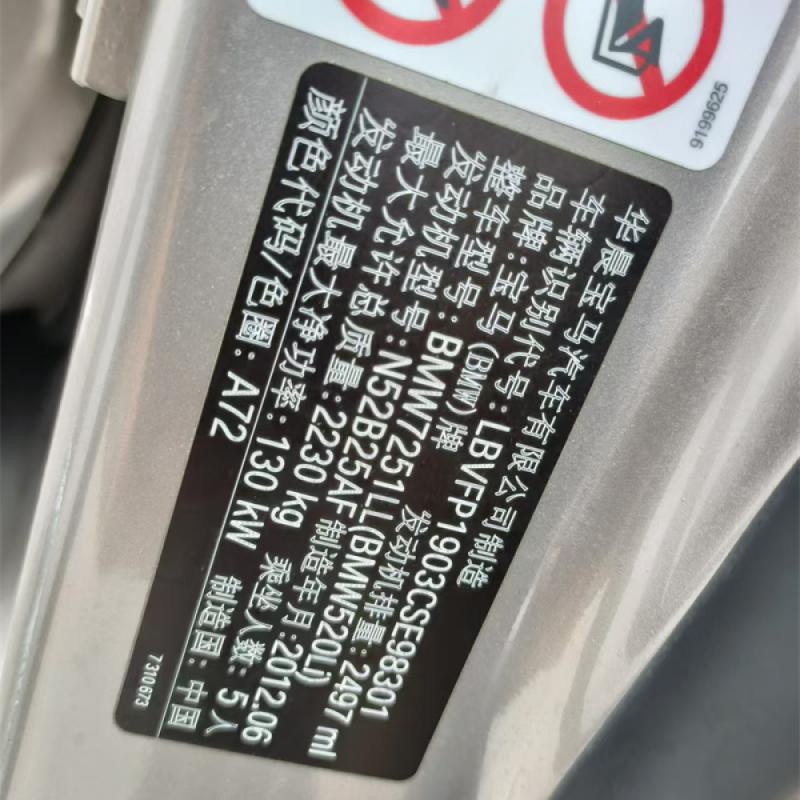 9199625
华晨宝马汽车有限公司制造
车辆识别代号:LBVFP1903CSE98301
品牌:宝马(BMW)牌 发动机排量:2497 ml
整车型号:BMW7251LL(BMW520Li)
发动机型号:N52B25AF 制造年月:2012.06
最大允许总质量:2230 kg 乘坐人数:5人
发动机最大净功率:130 kW 制造国:中国
颜色代码/色圈:A72
7310673